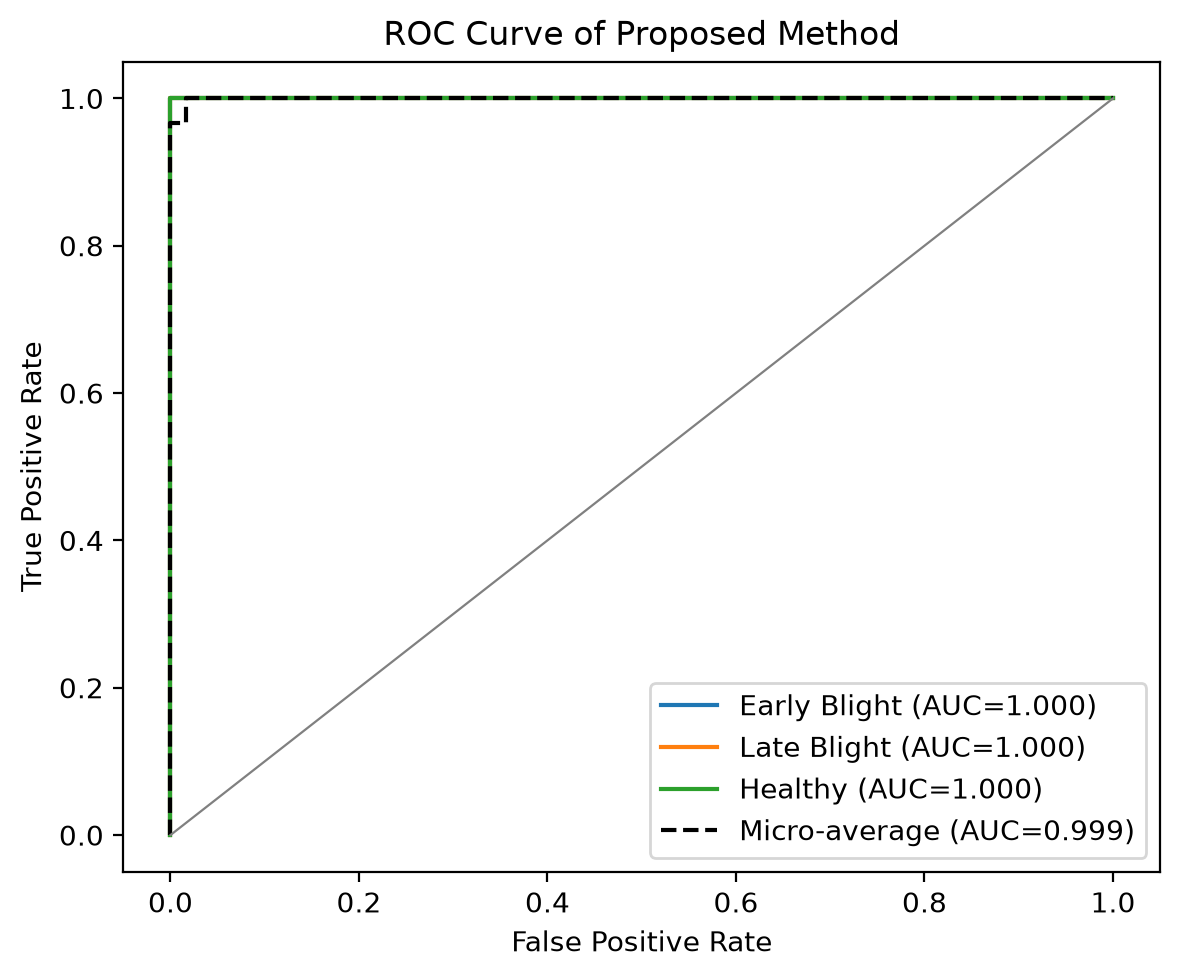 ROC Curve of Proposed Method
1.0
0.8
0.6
0.4
0.2
0.0
True Positive Rate
Early Blight (AUC=1.000)
Late Blight (AUC=1.000)
Healthy (AUC=1.000)
Micro-average (AUC=0.999)
0.0 0.2 0.4 0.6 0.8 1.0
False Positive Rate